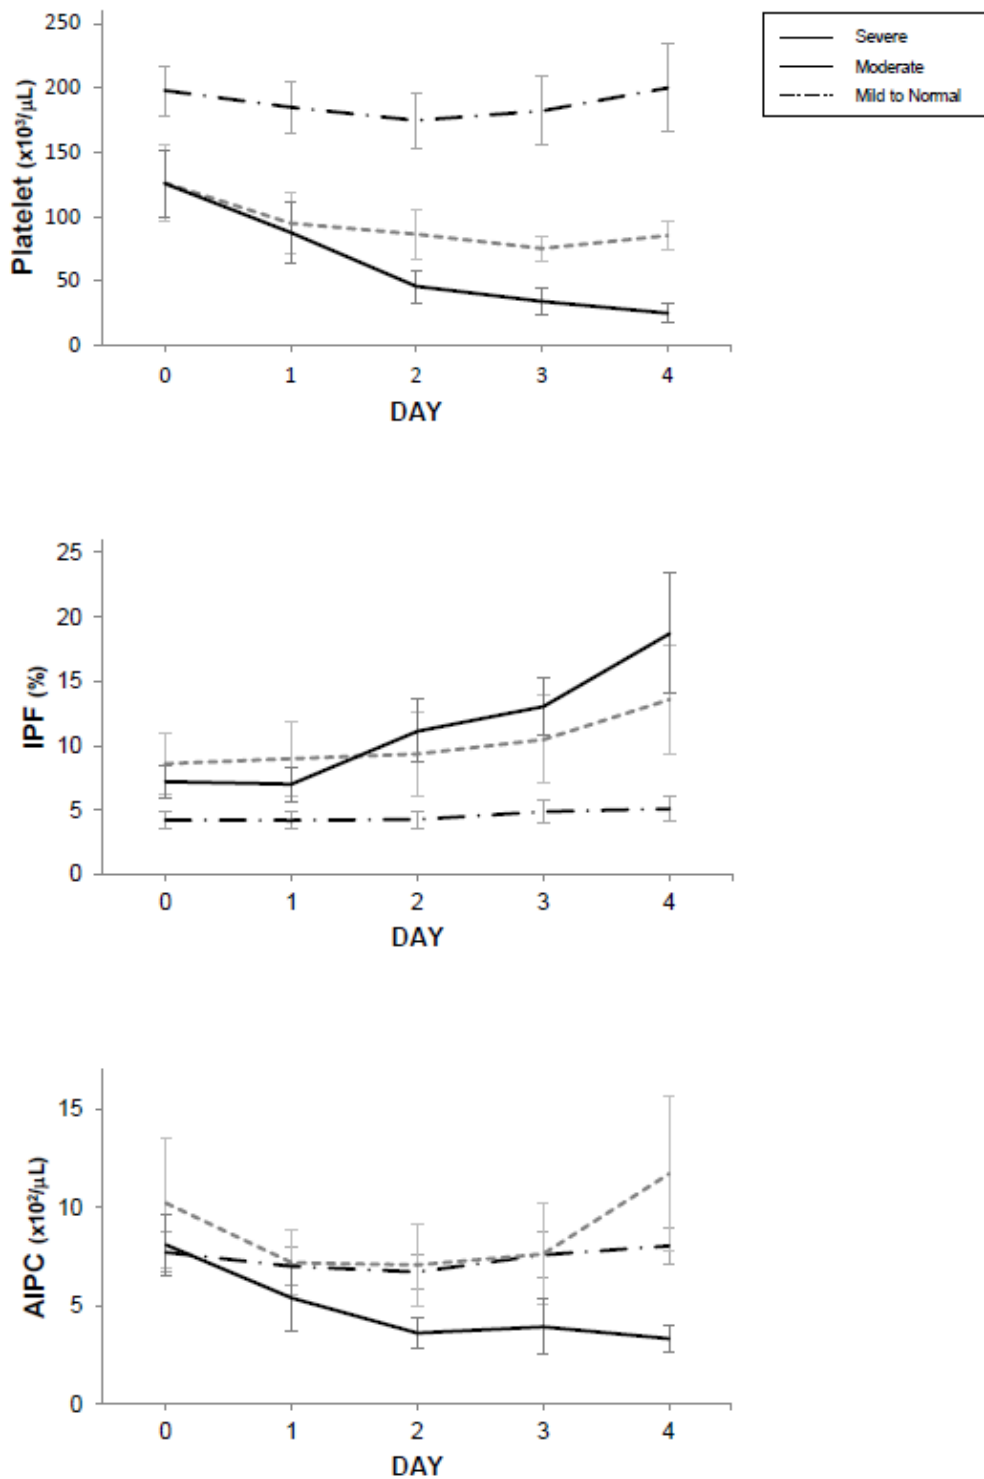 Severe
Moderate
Mild to Normal
Platelet (x10³/μL)
250
200
150
100
50
0
0 1 2 3 4
DAY
IPF (%)
25
20
15
10
5
0
0 1 2 3 4
DAY
AIPC (x10²/μL)
15
10
5
0
0 1 2 3 4
DAY